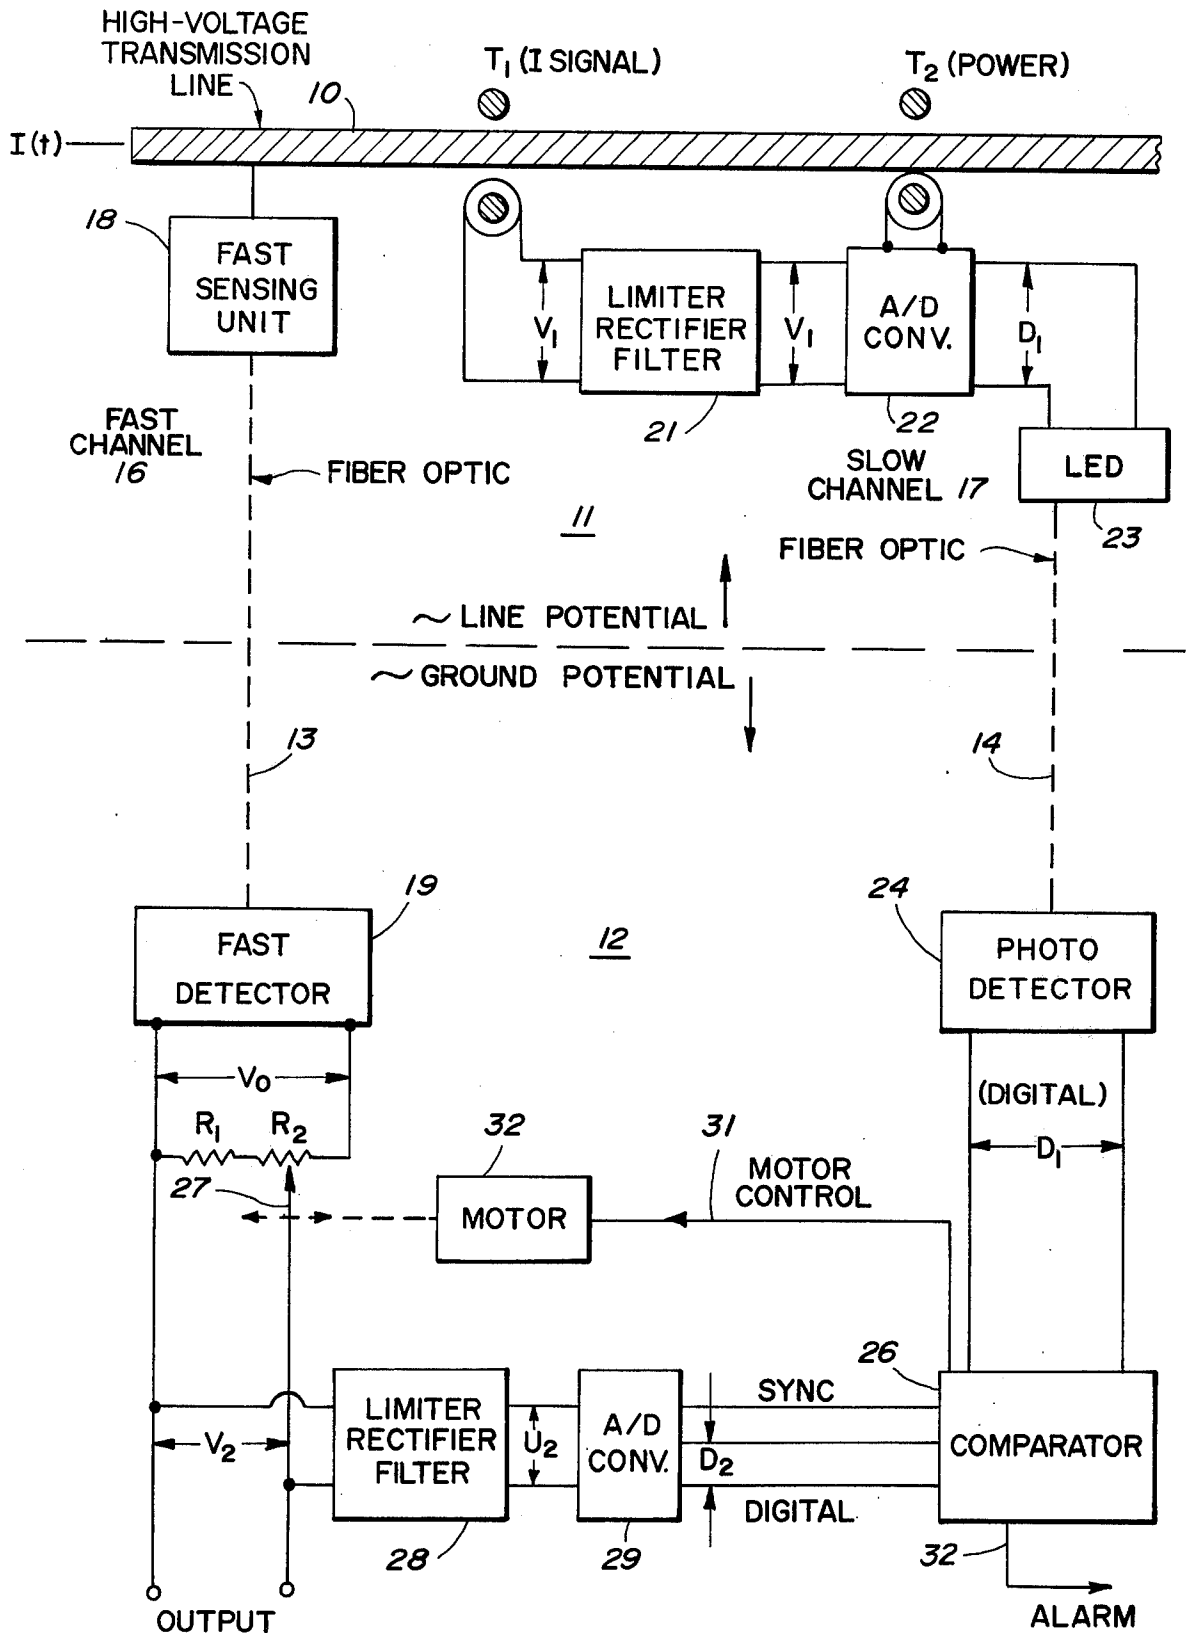 HIGH-VOLTAGE
TRANSMISSION
LINE
10
T1 (I SIGNAL)
T2 (POWER)
I(t)
18
FAST
SENSING
UNIT
V1
LIMITER
RECTIFIER
FILTER
V1
A/D
CONV.
D1
21
22
FAST
CHANNEL
16
FIBER OPTIC
SLOW
CHANNEL 17
LED
23
11
FIBER OPTIC
~ LINE POTENTIAL
~ GROUND POTENTIAL
13
14
19
24
FAST
DETECTOR
12
PHOTO
DETECTOR
V0
(DIGITAL)
D1
R1
R2
32
31
27
MOTOR
MOTOR
CONTROL
26
SYNC
LIMITER
RECTIFIER
FILTER
U2
A/D
CONV.
D2
COMPARATOR
V2
DIGITAL
28
29
32
OUTPUT
ALARM